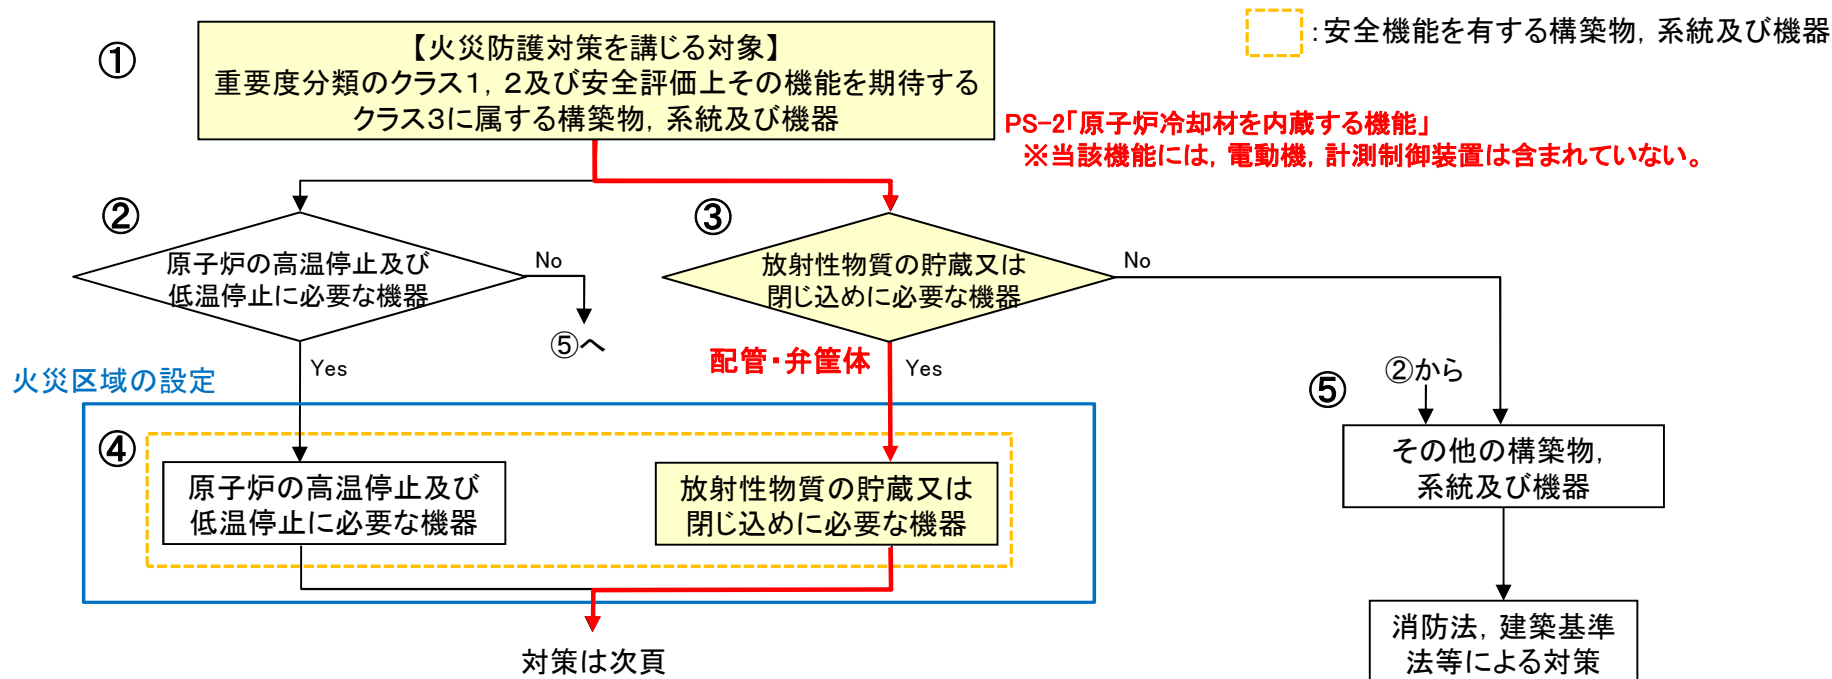 :安全機能を有する構築物，系統及び機器
①
【火災防護対策を講じる対象】
重要度分類のクラス1，2及び安全評価上その機能を期待する
クラス3に属する構築物，系統及び機器
PS-2「原子炉冷却材を内蔵する機能」
※当該機能には，電動機，計測制御装置は含まれていない。
②
原子炉の高温停止及び
低温停止に必要な機器
No
⑤へ
Yes
③
放射性物質の貯蔵又は
閉じ込めに必要な機器
No
配管・弁筐体
Yes
火災区域の設定
④
原子炉の高温停止及び
低温停止に必要な機器
放射性物質の貯蔵又は
閉じ込めに必要な機器
対策は次頁
②から
⑤
その他の構築物，
系統及び機器
消防法，建築基準
法等による対策